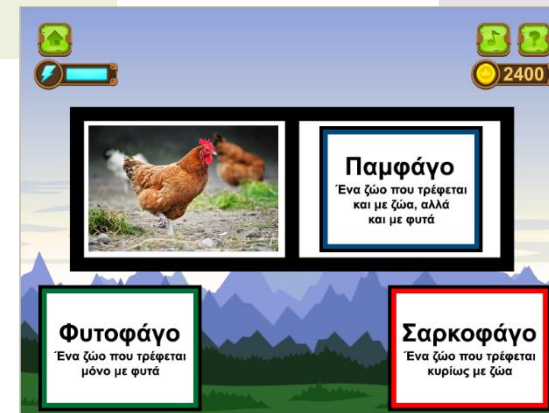 2400
Παμφάγο
Ένα ζώο που τρέφεται
και με ζώα, αλλά
και με φυτά
Φυτοφάγο
Ένα ζώο που τρέφεται
μόνο με φυτά
Σαρκοφάγο
Ένα ζώο που τρέφεται
κυρίως με ζώα